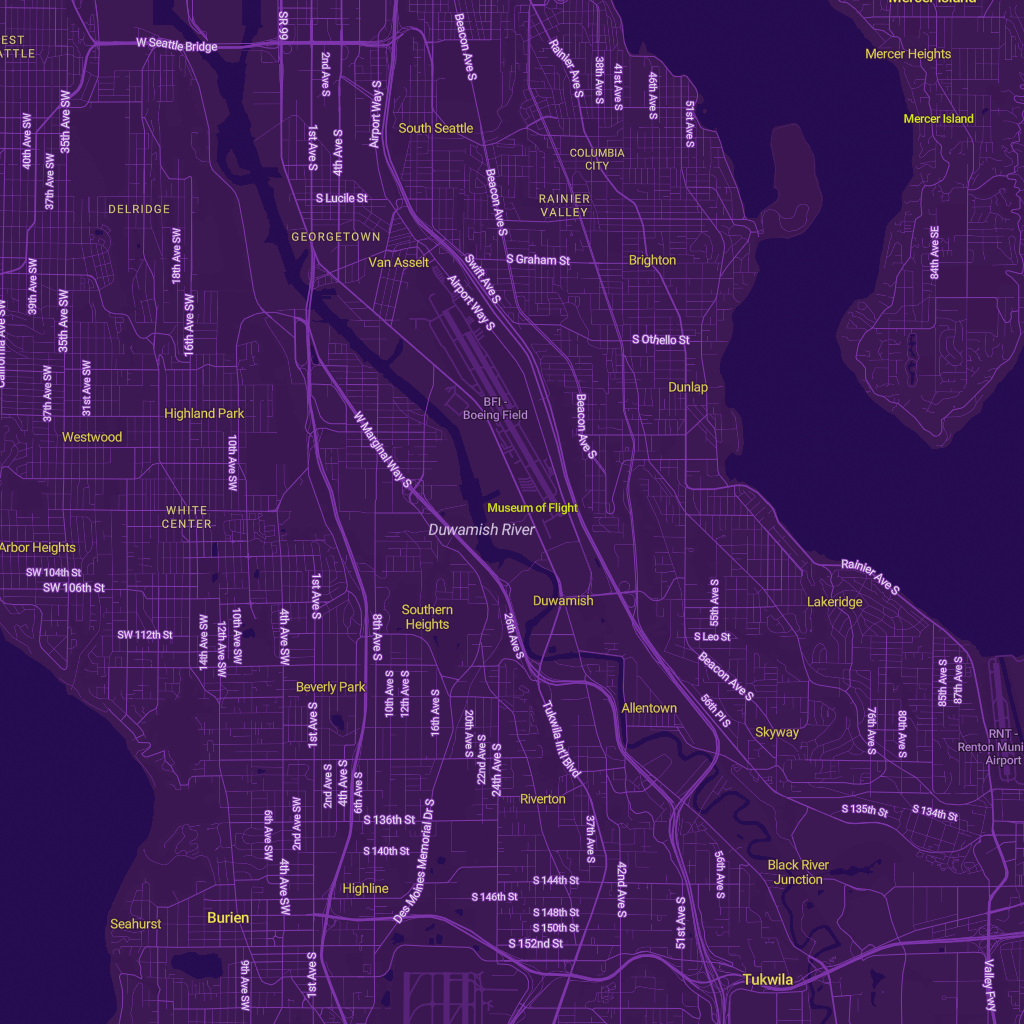 Mercer Island
EST
ATTLE
W Seattle Bridge
SR 99
2nd Ave S
Beacon Ave S
Rainier Ave S
38th Ave S
41st Ave S
46th Ave S
51st Ave S
Mercer Heights
Mercer Island
40th Ave SW
35th Ave SW
37th Ave SW
1st Ave S
4th Ave S
Airport Way S
South Seattle
COLUMBIA
CITY
DELRIDGE
S Lucile St
Beacon Ave S
RAINIER
VALLEY
GEORGETOWN
Van Asselt
S Graham St
Brighton
84th Ave SE
18th Ave SW
39th Ave SW
35th Ave SW
16th Ave SW
California Ave SW
Swift Ave S
Airport Way S
S Othello St
37th Ave SW
31st Ave SW
Dunlap
BFI -
Boeing Field
Highland Park
Westwood
10th Ave SW
W Marginal Way S
Beacon Ave S
WHITE
CENTER
Museum of Flight
Duwamish River
Arbor Heights
SW 104th St
SW 106th St
Rainier Ave S
Lakeridge
Duwamish
55th Ave S
Southern
Heights
1st Ave S
8th Ave S
26th Ave S
SW 112th St
14th Ave SW
12th Ave SW
10th Ave SW
4th Ave SW
S Leo St
Beacon Ave S
56th Pl S
85th Ave S
87th Ave S
Beverly Park
1st Ave S
10th Ave S
12th Ave S
16th Ave S
20th Ave S
22nd Ave S
24th Ave S
Tukwila Int'l Blvd
Allentown
Skyway
76th Ave S
80th Ave S
RNT -
Renton Muni
Airport
2nd Ave S
4th Ave S
6th Ave S
Riverton
S 135th St
S 134th St
6th Ave SW
2nd Ave SW
S 136th St
S 140th St
Des Moines Memorial Dr S
37th Ave S
42nd Ave S
56th Ave S
Black River
Junction
4th Ave SW
Highline
S 144th St
S 146th St
S 148th St
S 150th St
S 152nd St
51st Ave S
Seahurst
Burien
9th Ave SW
1st Ave S
Tukwila
Valley Fwy